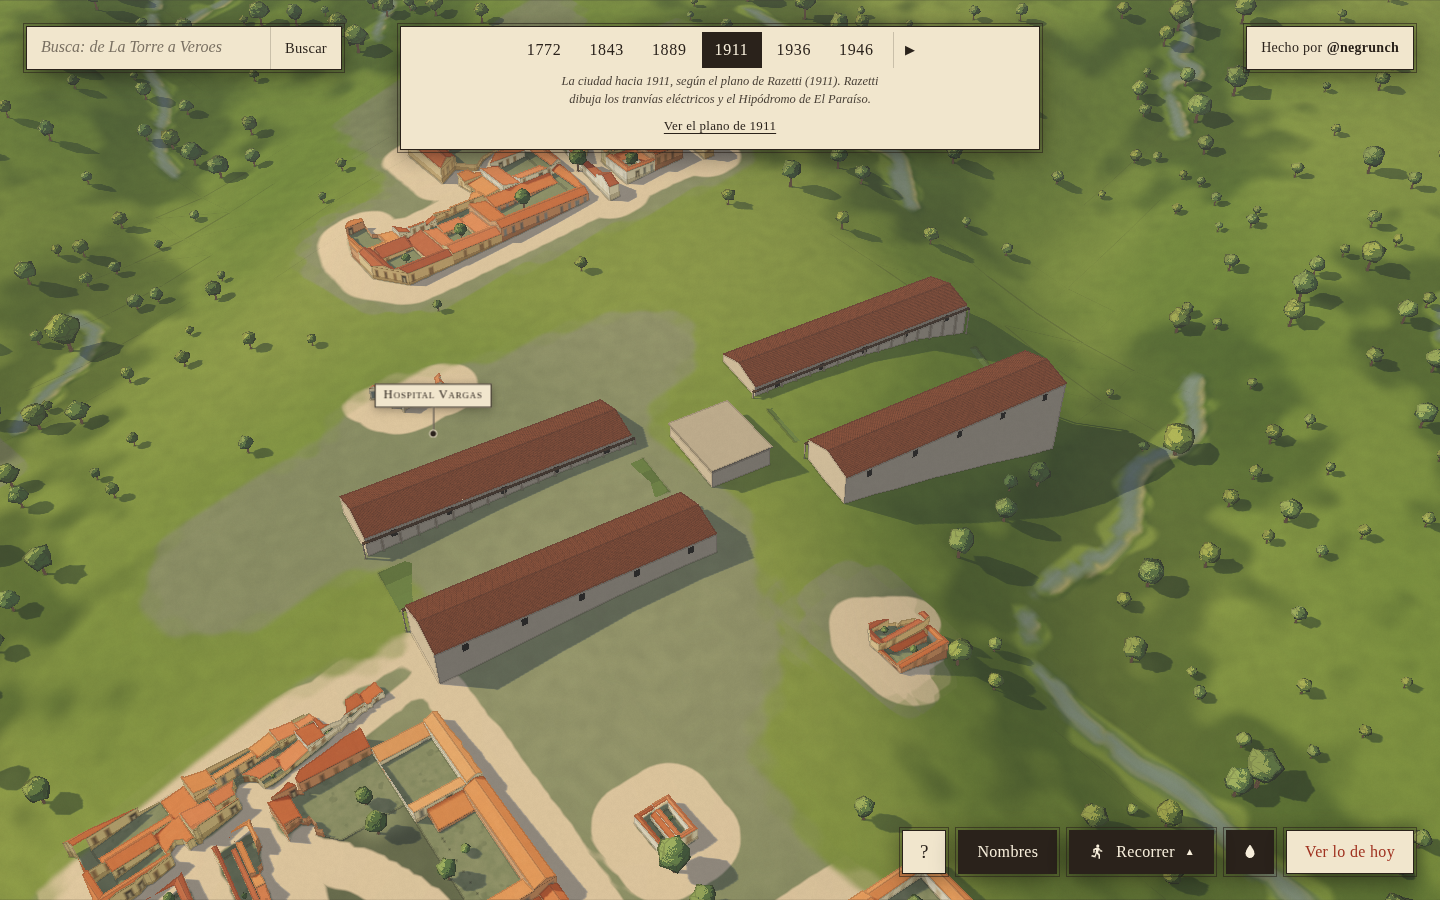 Busca: de La Torre a Veroes
Buscar
1772 1843 1889 1911 1936 1946 ▶
La ciudad hacia 1911, según el plano de Razetti (1911). Razetti
dibuja los tranvías eléctricos y el Hipódromo de El Paraíso.
Ver el plano de 1911
Hecho por @negrunch
Hospital Vargas
?
Nombres
Recorrer ▲
Ver lo de hoy